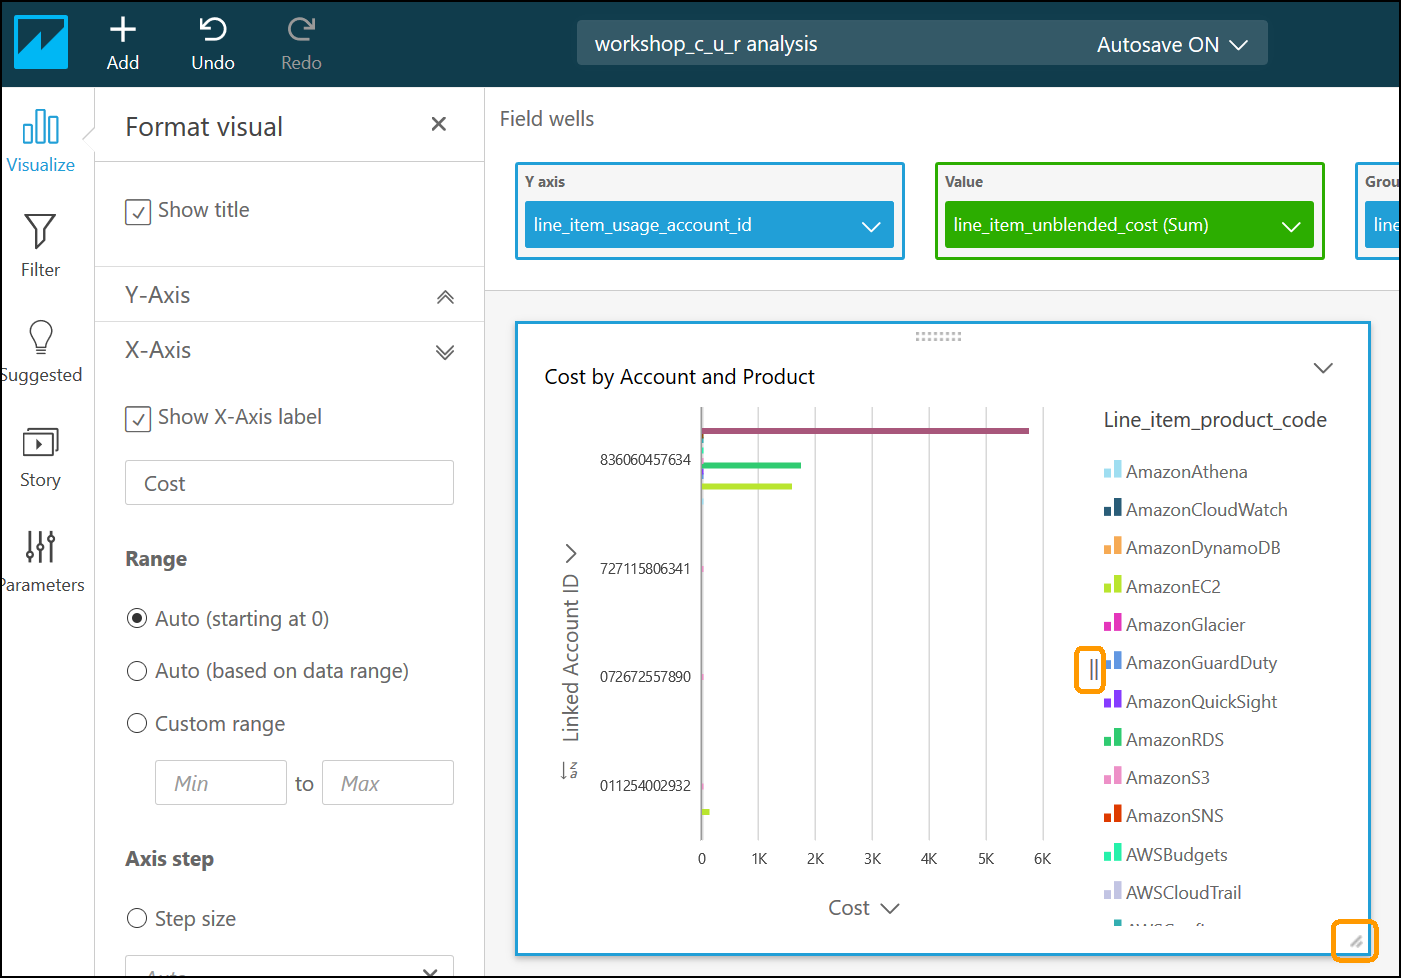 Add
Undo
Redo
workshop_c_u_r analysis
Autosave ON
Visualize
Filter
Suggested
Story
Parameters
Format visual
Show title
Y-Axis
X-Axis
Show X-Axis label
Cost
Range
Auto (starting at 0)
Auto (based on data range)
Custom range
Min to Max
Axis step
Step size
Auto
Field wells
Y axis
line_item_usage_account_id
Value
line_item_unblended_cost (Sum)
Grou
line
Cost by Account and Product
Linked Account ID
836060457634
727115806341
072672557890
011254002932
0 1K 2K 3K 4K 5K 6K
Cost
Line_item_product_code
AmazonAthena
AmazonCloudWatch
AmazonDynamoDB
AmazonEC2
AmazonGlacier
AmazonGuardDuty
AmazonQuickSight
AmazonRDS
AmazonS3
AmazonSNS
AWSBudgets
AWSCloudTrail